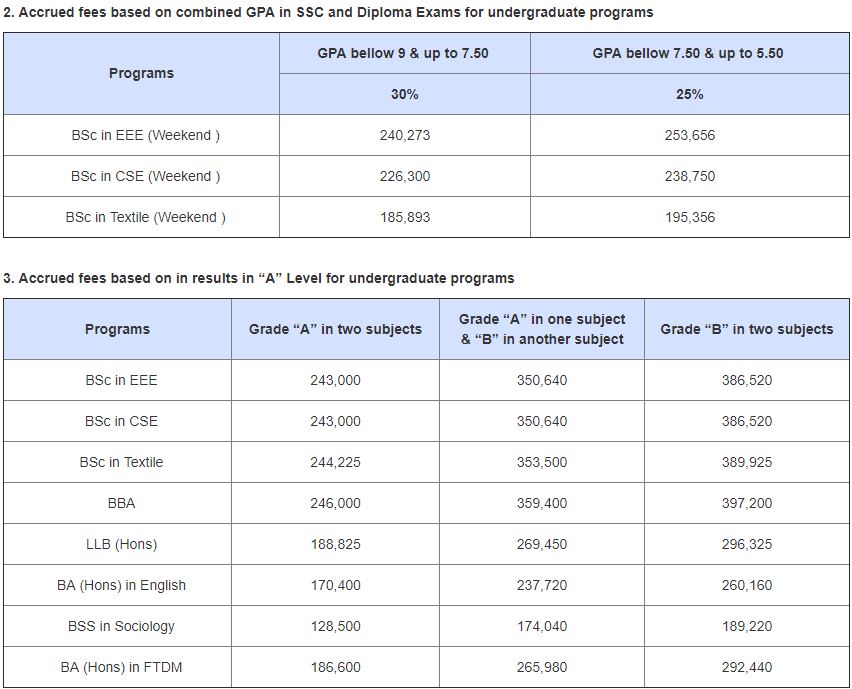 2. Accrued fees based on combined GPA in SSC and Diploma Exams for undergraduate programs
Programs GPA bellow 9 & up to 7.50 GPA bellow 7.50 & up to 5.50
30% 25%
BSc in EEE (Weekend ) 240,273 253,656
BSc in CSE (Weekend ) 226,300 238,750
BSc in Textile (Weekend ) 185,893 195,356
3. Accrued fees based on in results in “A” Level for undergraduate programs
Programs Grade “A” in two subjects Grade “A” in one subject & “B” in another subject Grade “B” in two subjects
BSc in EEE 243,000 350,640 386,520
BSc in CSE 243,000 350,640 386,520
BSc in Textile 244,225 353,500 389,925
BBA 246,000 359,400 397,200
LLB (Hons) 188,825 269,450 296,325
BA (Hons) in English 170,400 237,720 260,160
BSS in Sociology 128,500 174,040 189,220
BA (Hons) in FTDM 186,600 265,980 292,440